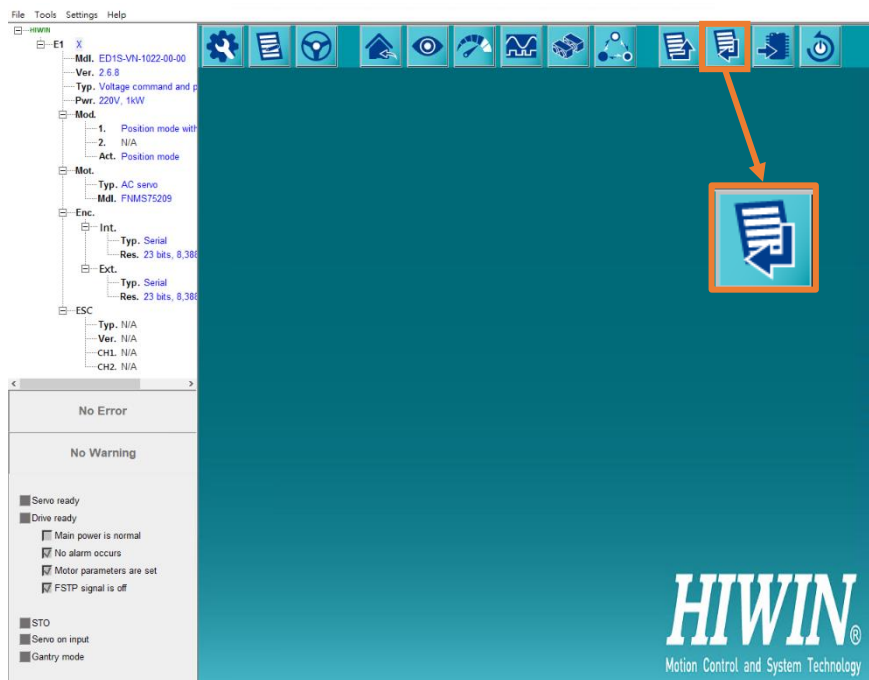 File Tools Settings Help
HIWIN
E1 X
Mdl. ED1S-VN-1022-00-00
Ver. 2.6.8
Typ. Voltage command and p
Pwr. 220V, 1kW
Mod.
1. Position mode with
2. N/A
Act. Position mode
Mot.
Typ. AC servo
Mdl. FNMS75209
Enc.
Int.
Typ. Serial
Res. 23 bits, 8,388
Ext.
Typ. Serial
Res. 23 bits, 8,388
ESC
Typ. N/A
Ver. N/A
CH1. N/A
CH2. N/A
No Error
No Warning
Servo ready
Drive ready
Main power is normal
No alarm occurs
Motor parameters are set
FSTP signal is off
STO
Servo on input
Gantry mode
HIWIN®
Motion Control and System Technology